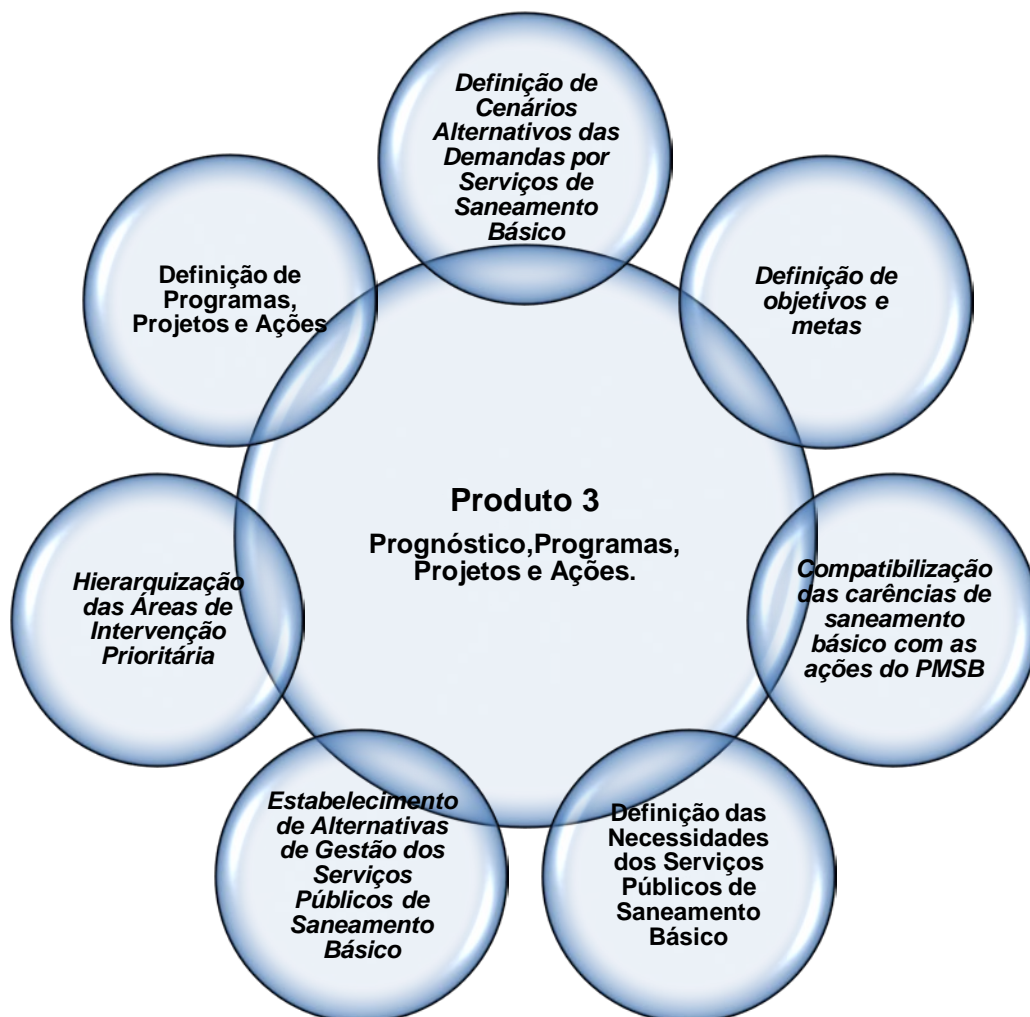 Definição de
Cenários
Alternativos das
Demandas por
Serviços de
Saneamento
Básico
Definição de
objetivos e
metas
Compatibilização
das carências de
saneamento
básico com as
ações do PMSB
Definição das
Necessidades
dos Serviços
Públicos de
Saneamento
Básico
Estabelecimento
de Alternativas
de Gestão dos
Serviços
Públicos de
Saneamento
Básico
Hierarquização
das Áreas de
Intervenção
Prioritária
Definição de
Programas,
Projetos e Ações
Produto 3
Prognóstico,Programas,
Projetos e Ações.